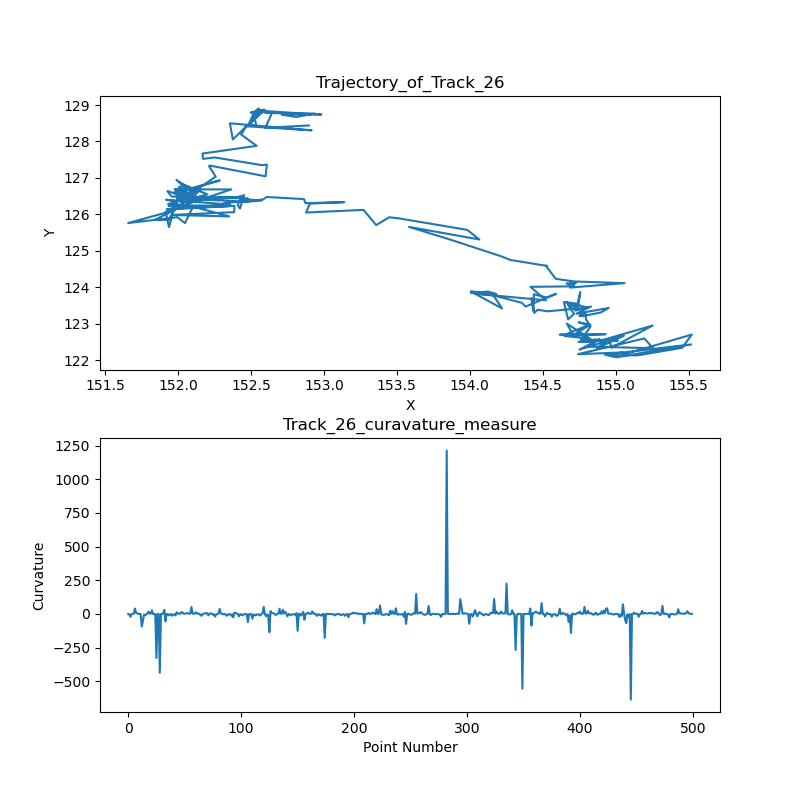 Trajectory_of_Track_26
129
128
127
126
125
124
123
122
Y
151.5 152.0 152.5 153.0 153.5 154.0 154.5 155.0 155.5
X
Track_26_curavature_measure
1250
1000
750
500
250
0
−250
−500
Curvature
0 100 200 300 400 500
Point Number